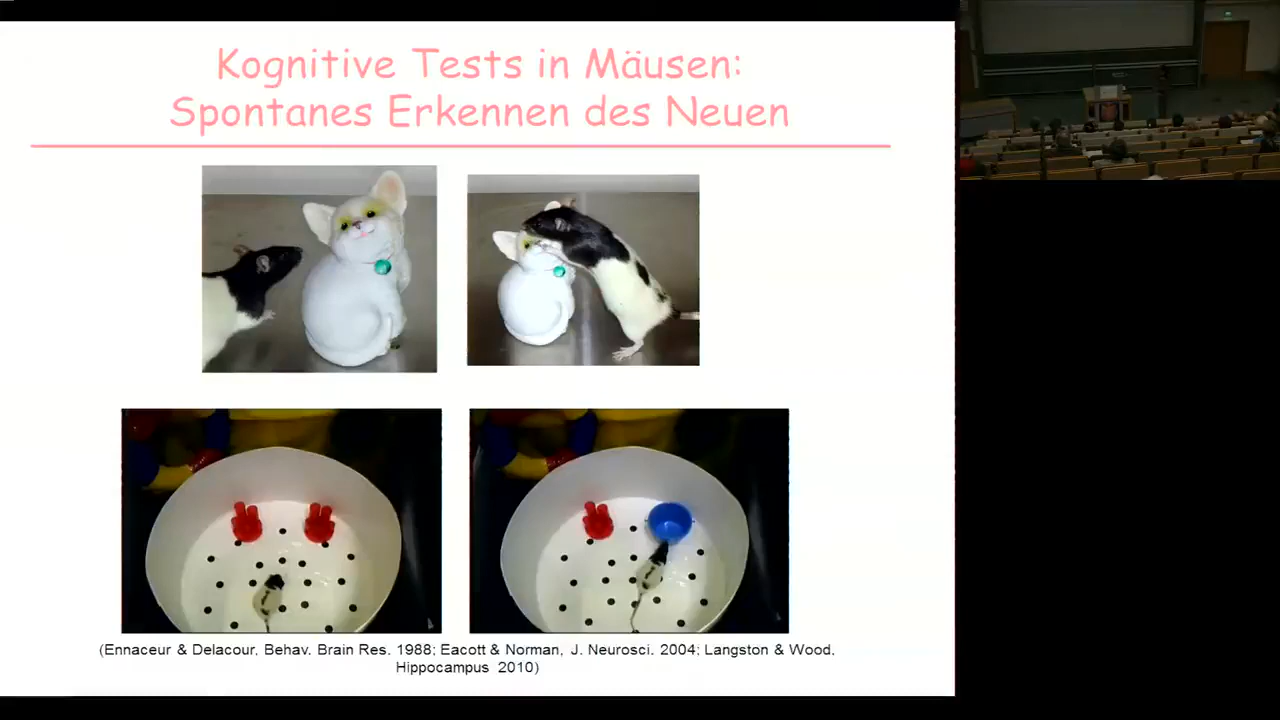 Kognitive Tests in Mäusen:
Spontanes Erkennen des Neuen
(Ennaceur & Delacour, Behav. Brain Res. 1988; Eacott & Norman, J. Neurosci. 2004; Langston & Wood,
Hippocampus 2010)